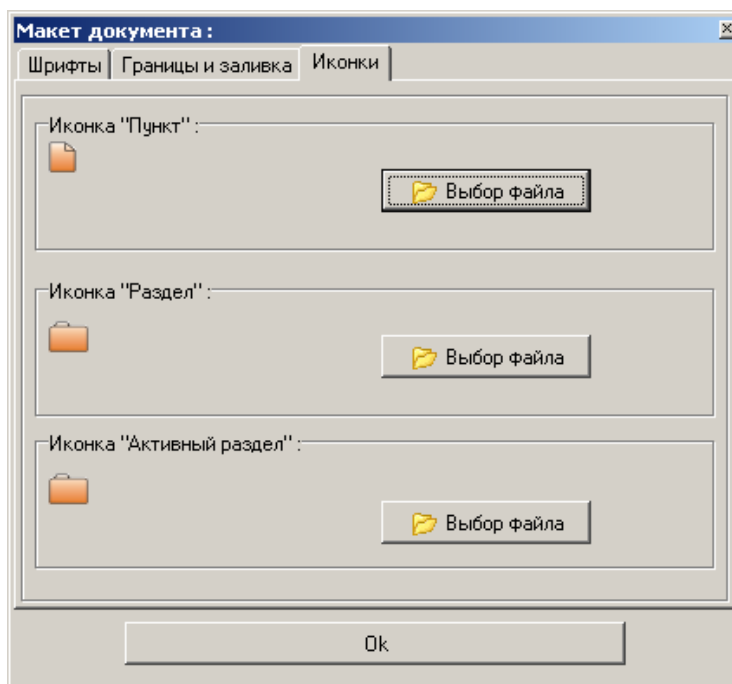 Макет документа :
Шрифты Границы и заливка Иконки
Иконка "Пункт" :
Выбор файла
Иконка "Раздел" :
Выбор файла
Иконка "Активный раздел" :
Выбор файла
Ok